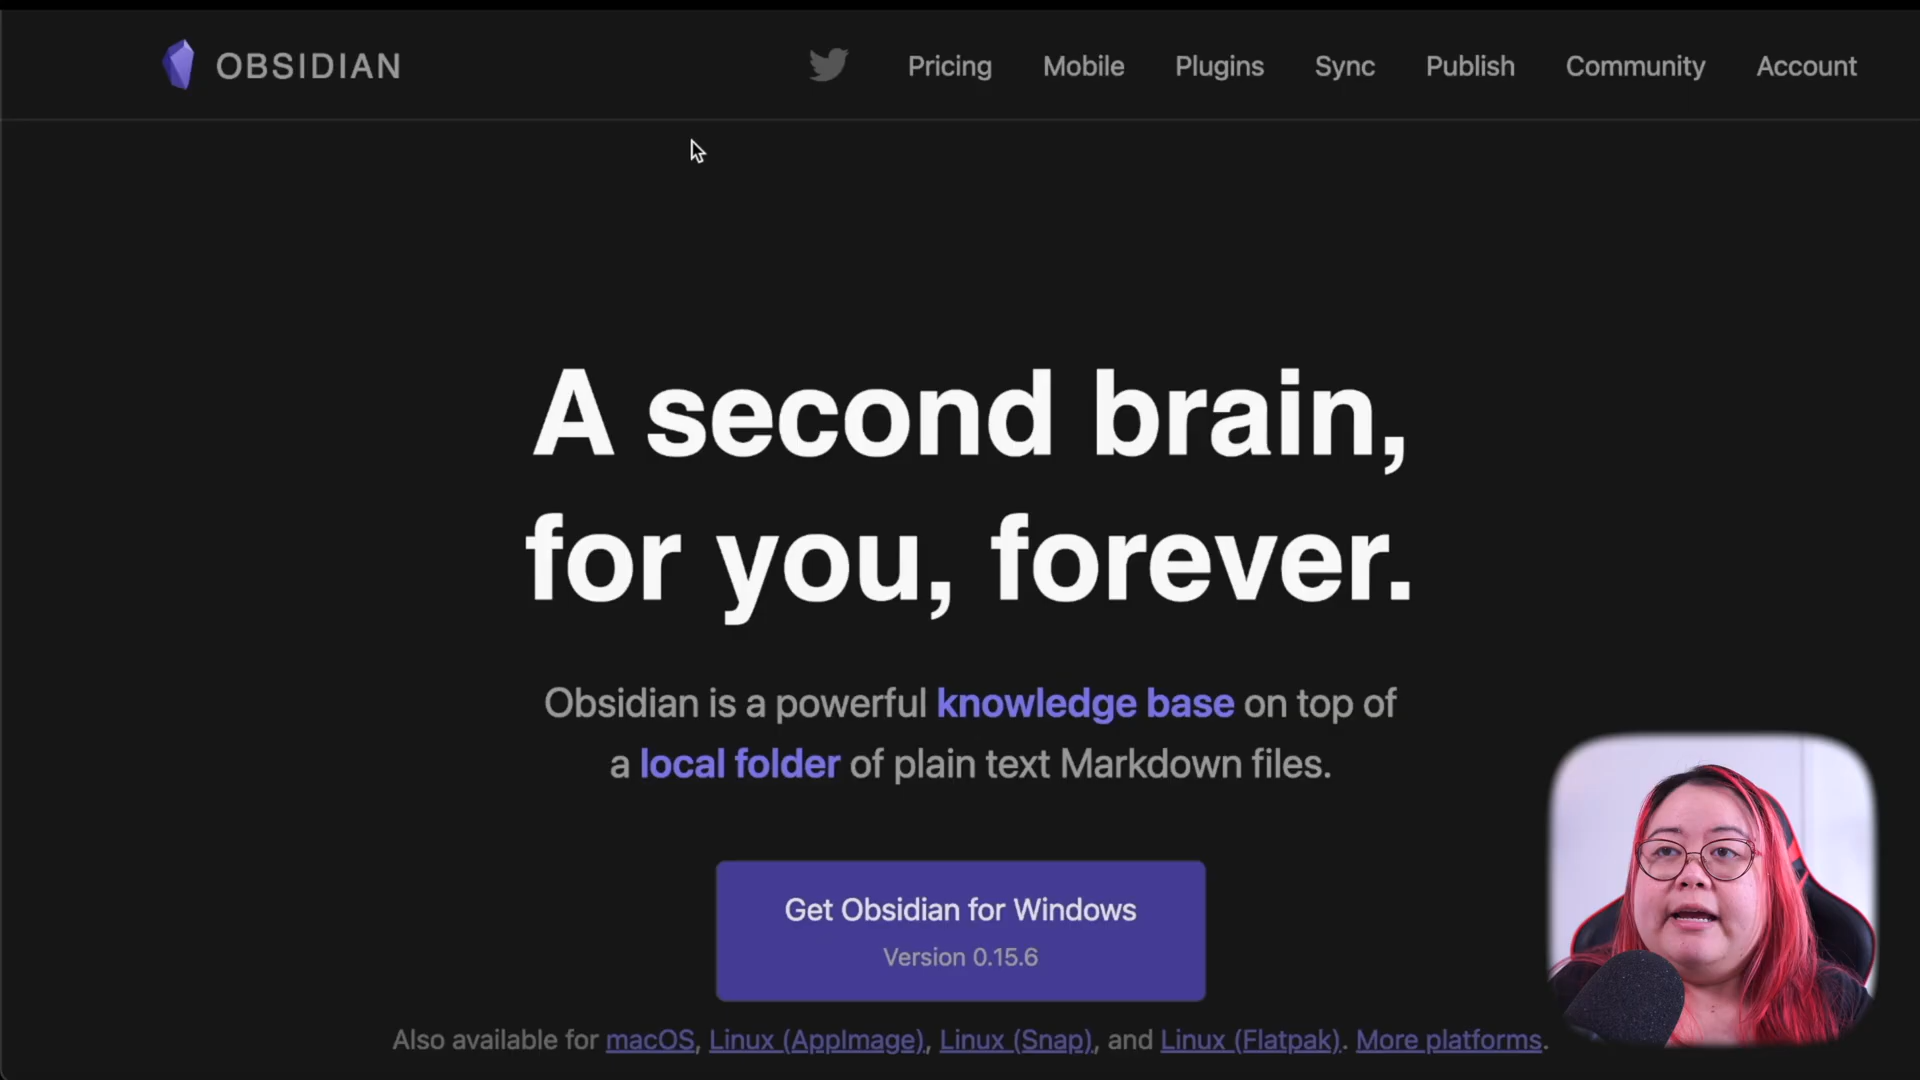 OBSIDIAN
Pricing
Mobile
Plugins
Sync
Publish
Community
Account
A second brain,
for you, forever.
Obsidian is a powerful knowledge base on top of
a local folder of plain text Markdown files.
Get Obsidian for Windows
Version 0.15.6
Also available for macOS, Linux (AppImage), Linux (Snap), and Linux (Flatpak). More platforms.